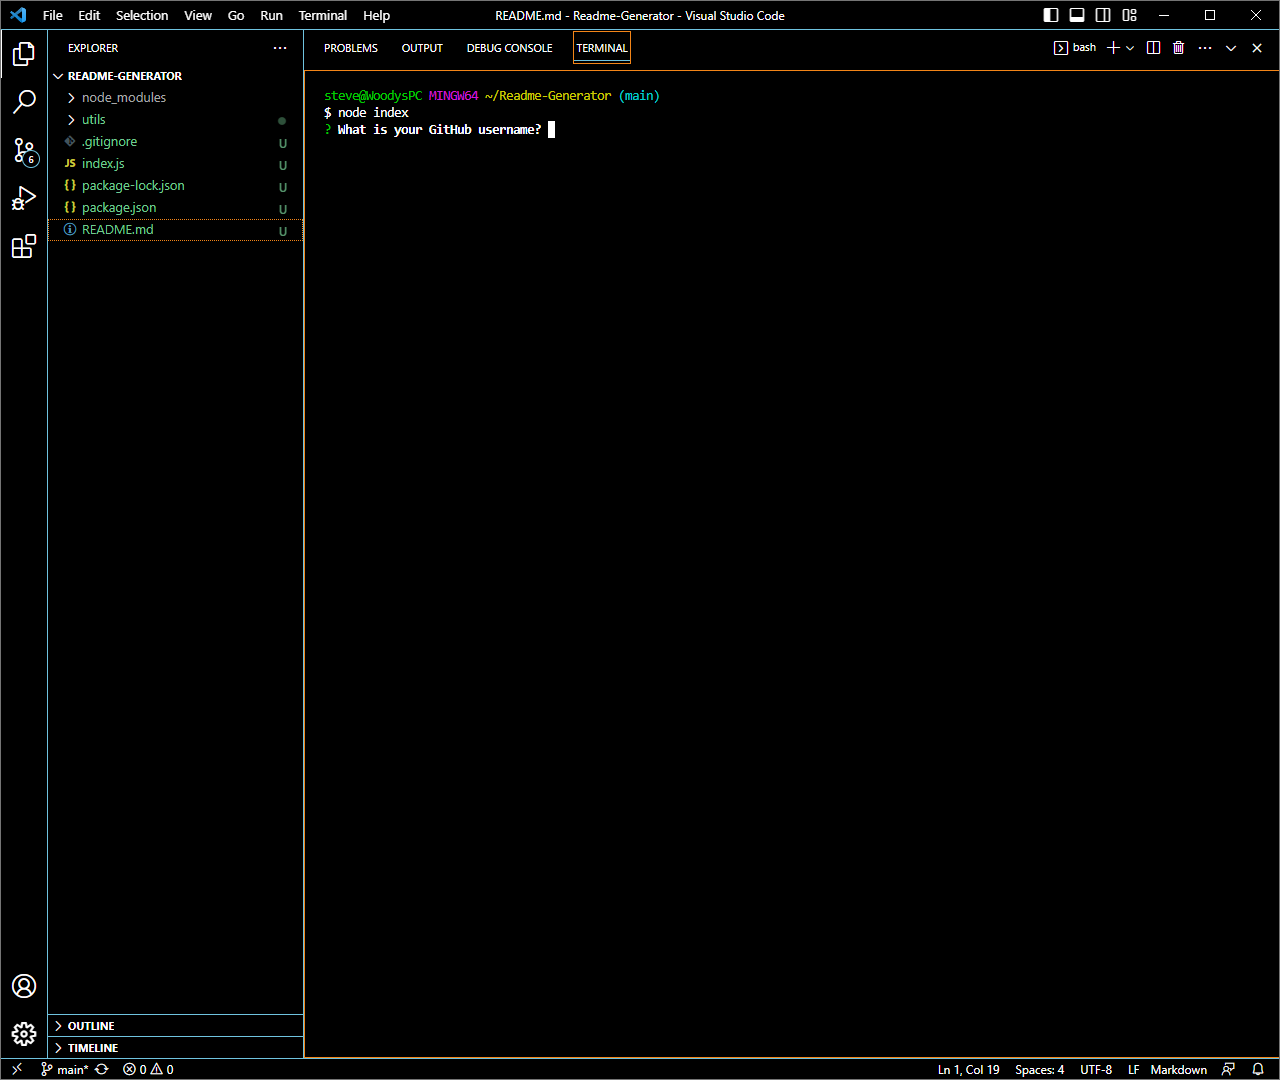 File Edit Selection View Go Run Terminal Help README.md - Readme-Generator - Visual Studio Code
EXPLORER
README-GENERATOR
node_modules
utils
.gitignore U
JS index.js U
{} package-lock.json U
{} package.json U
README.md U
6
OUTLINE
TIMELINE
PROBLEMS OUTPUT DEBUG CONSOLE TERMINAL bash
steve@WoodysPC MINGW64 ~/Readme-Generator (main)
$ node index
? What is your GitHub username?
main* 0 0 Ln 1, Col 19 Spaces: 4 UTF-8 LF Markdown